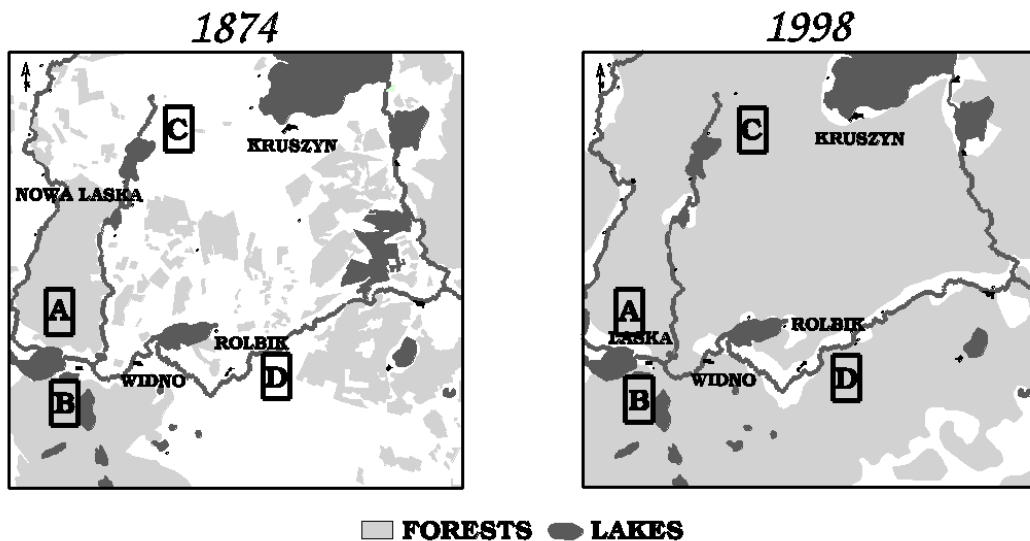 1874
1998
C
KRUSZYN
NOWA LASKA
A
ROLBIK
WIDNO
D
B
C
KRUSZYN
A
LASKA
ROLBIK
WIDNO
D
B
FORESTS LAKES